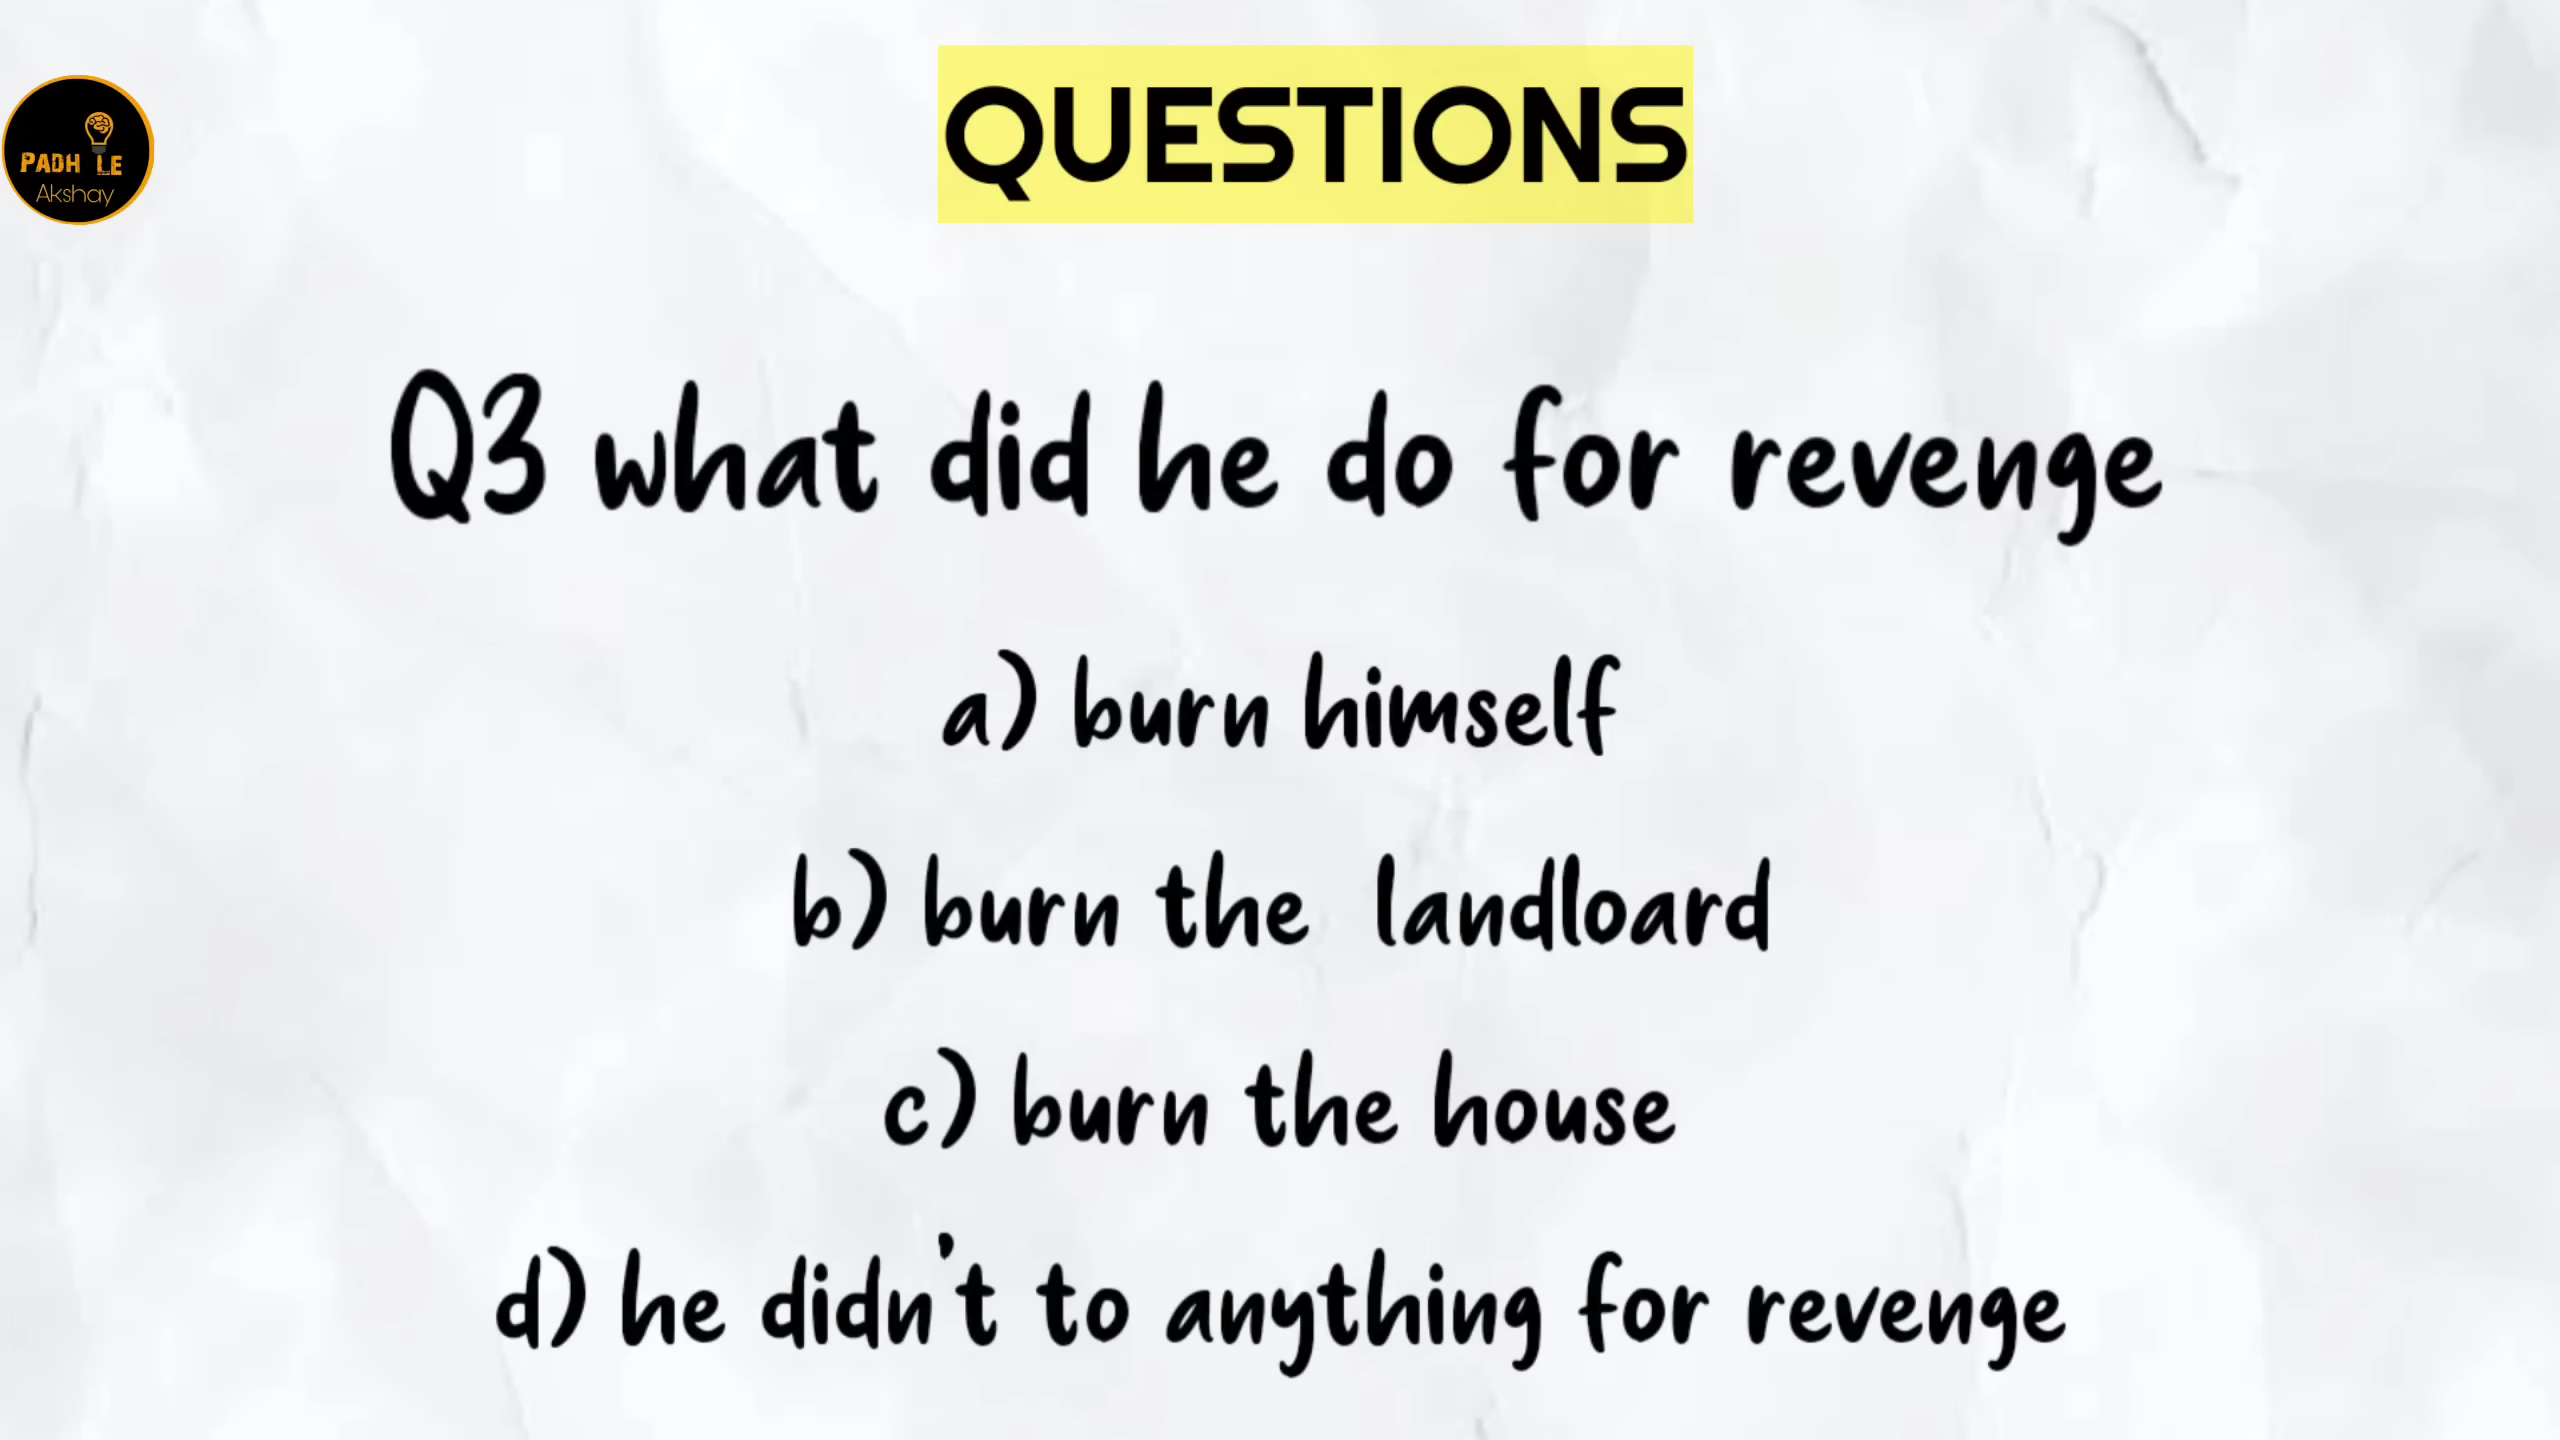 PADH LE
Akshay
QUESTIONS
Q3 what did he do for revenge
a) burn himself
b) burn the landloard
c) burn the house
d) he didn't to anything for revenge